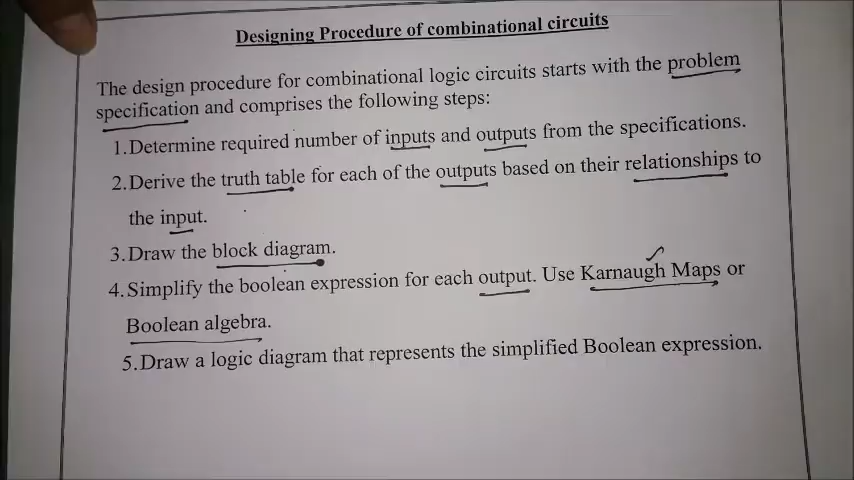 Designing Procedure of combinational circuits
The design procedure for combinational logic circuits starts with the problem
specification and comprises the following steps:
1.Determine required number of inputs and outputs from the specifications.
2.Derive the truth table for each of the outputs based on their relationships to
the input.
3.Draw the block diagram.
4.Simplify the boolean expression for each output. Use Karnaugh Maps or
Boolean algebra.
5.Draw a logic diagram that represents the simplified Boolean expression.